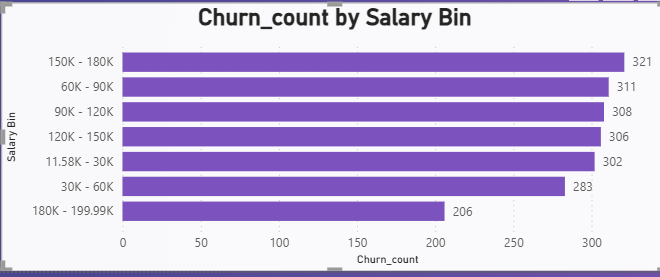 Churn_count by Salary Bin
Salary Bin
150K - 180K 321
60K - 90K 311
90K - 120K 308
120K - 150K 306
11.58K - 30K 302
30K - 60K 283
180K - 199.99K 206
0 50 100 150 200 250 300
Churn_count